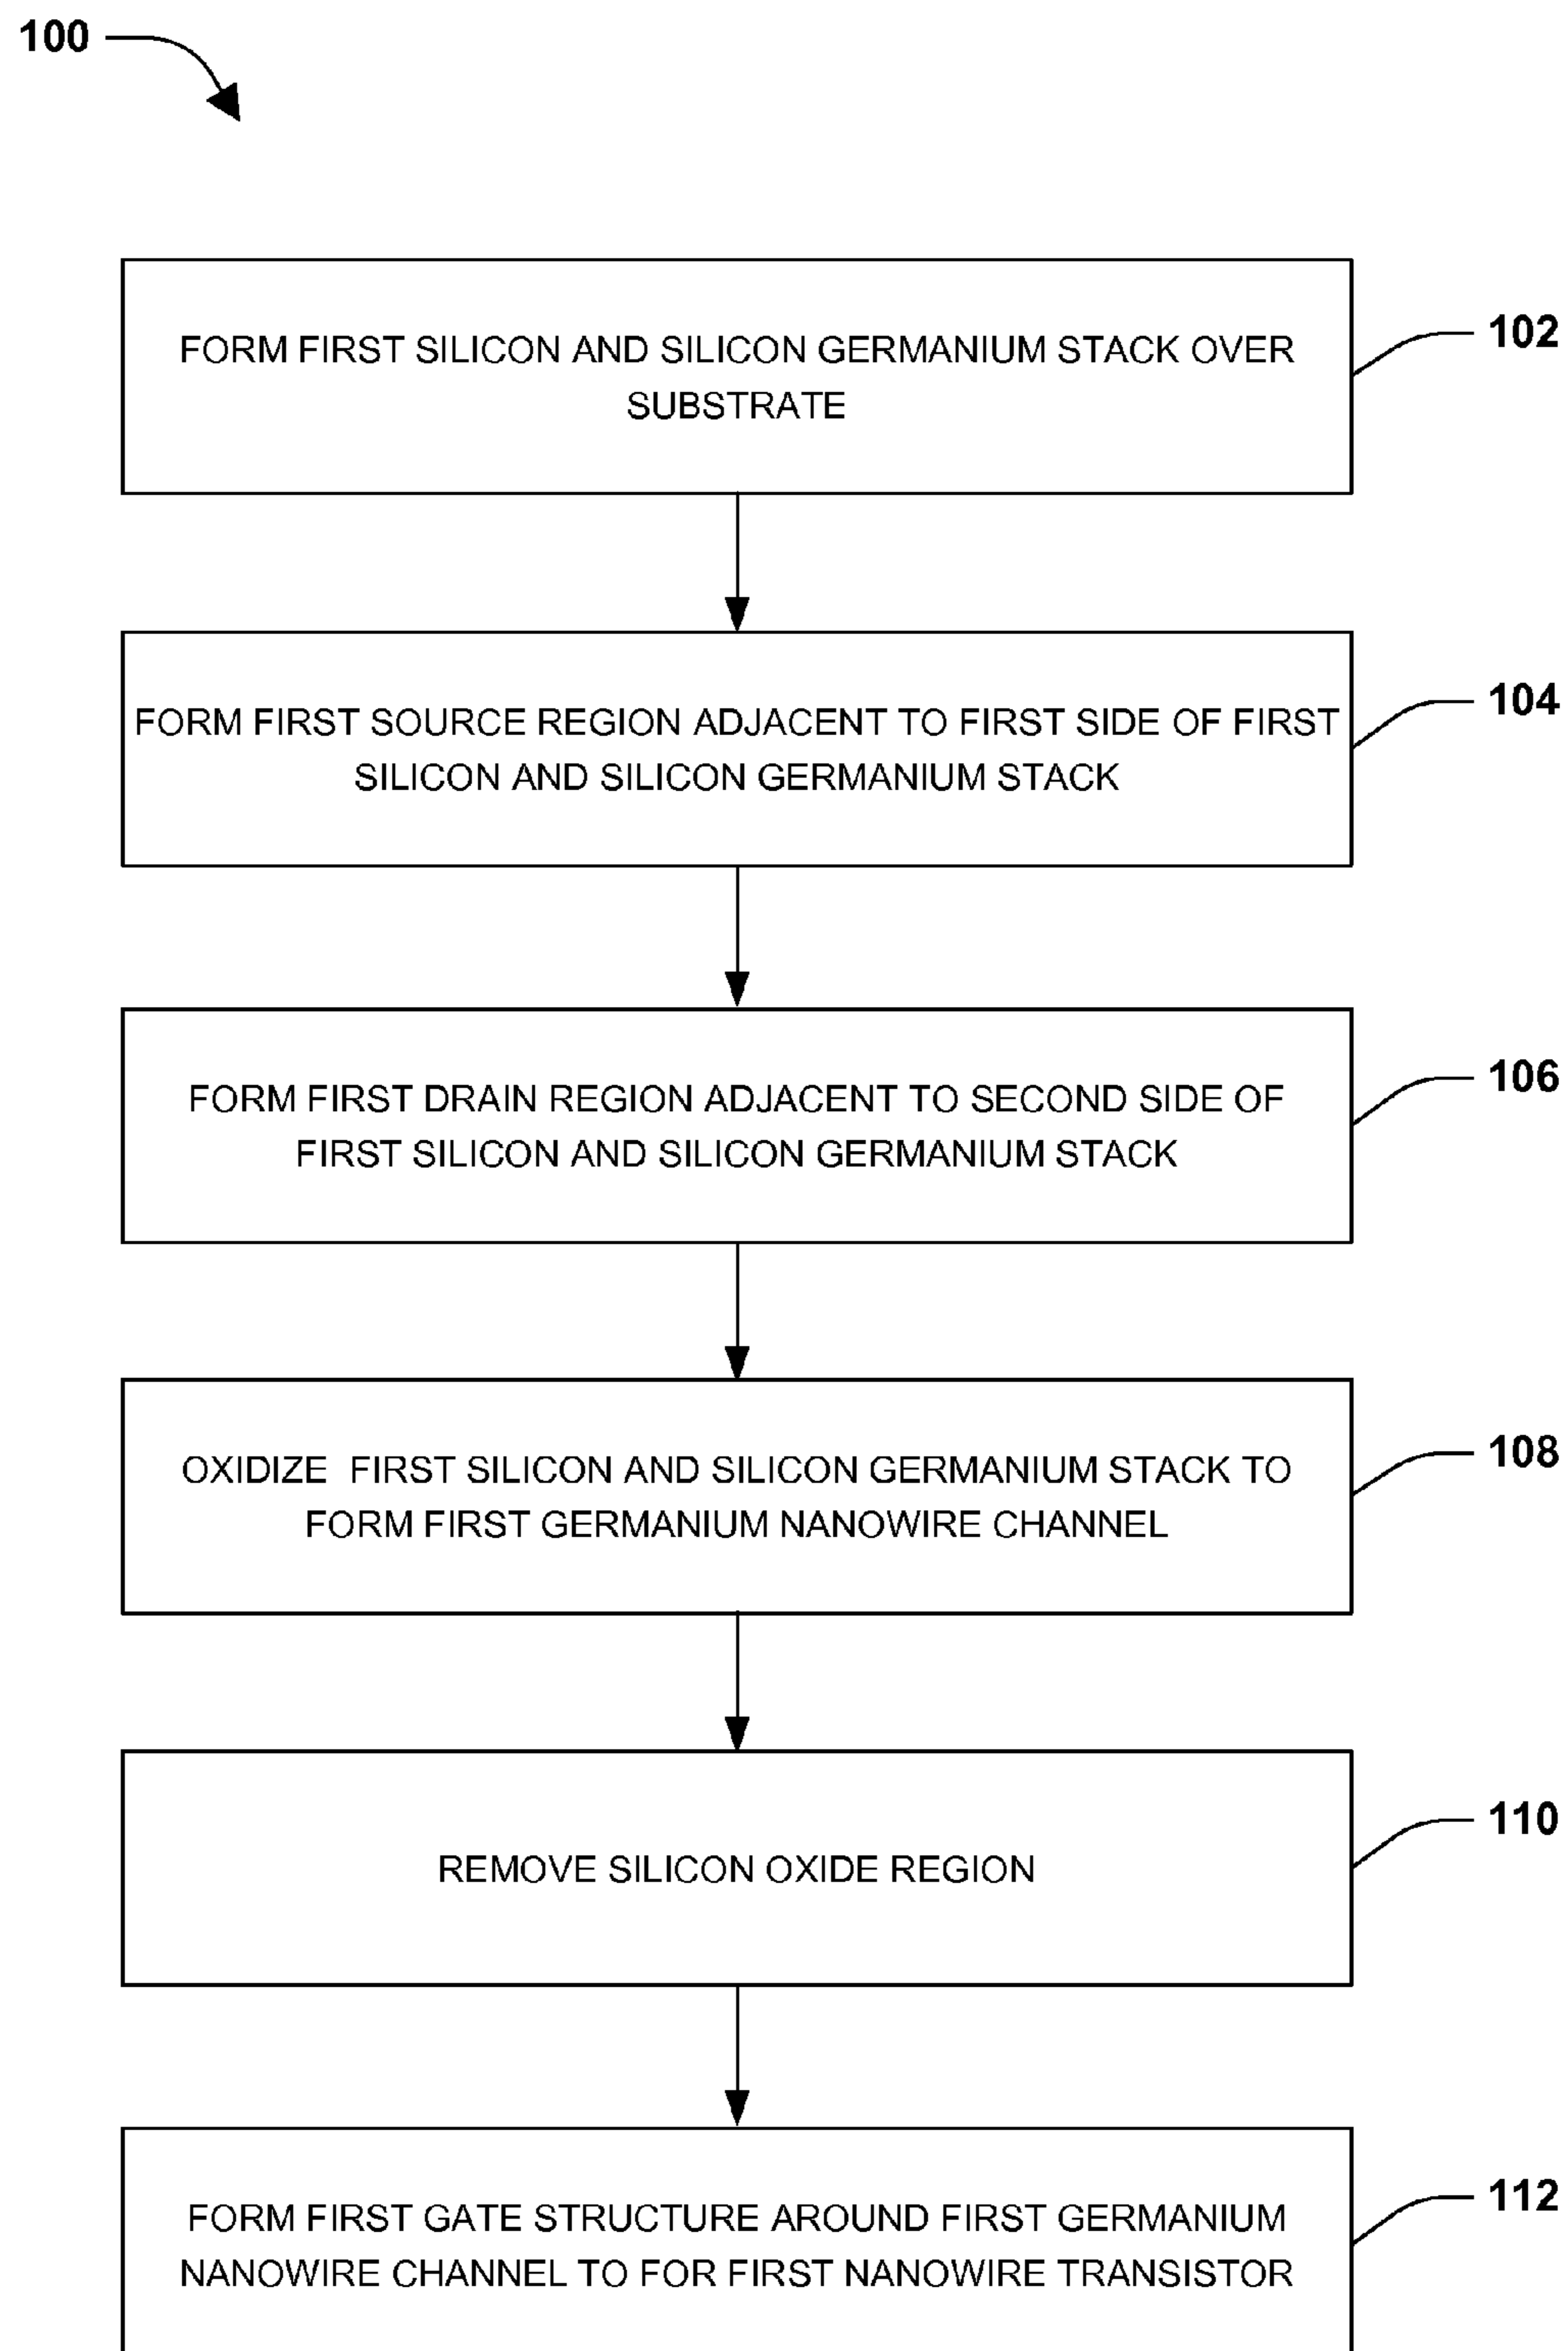 100
FORM FIRST SILICON AND SILICON GERMANIUM STACK OVER
SUBSTRATE
102
FORM FIRST SOURCE REGION ADJACENT TO FIRST SIDE OF FIRST
SILICON AND SILICON GERMANIUM STACK
104
FORM FIRST DRAIN REGION ADJACENT TO SECOND SIDE OF
FIRST SILICON AND SILICON GERMANIUM STACK
106
OXIDIZE  FIRST SILICON AND SILICON GERMANIUM STACK TO
FORM FIRST GERMANIUM NANOWIRE CHANNEL
108
REMOVE SILICON OXIDE REGION
110
FORM FIRST GATE STRUCTURE AROUND FIRST GERMANIUM
NANOWIRE CHANNEL TO FOR FIRST NANOWIRE TRANSISTOR
112